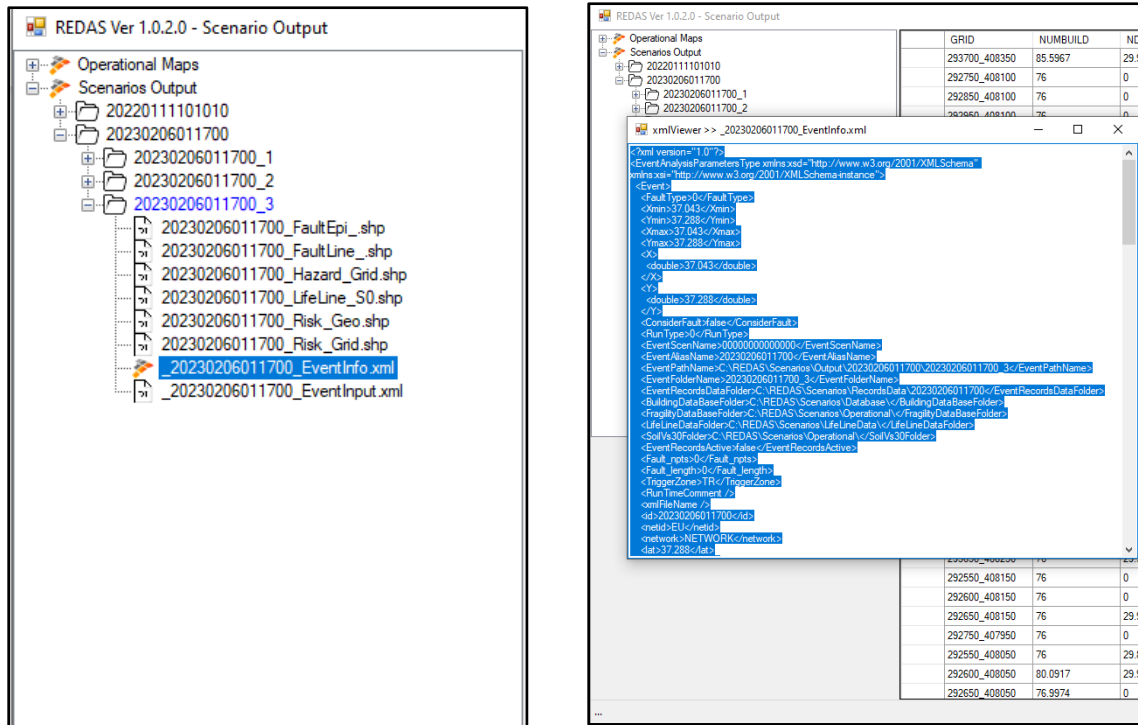 REDAS Ver 1.0.2.0 - Scenario Output
Operational Maps
Scenarios Output
20220111101010
20230206011700
20230206011700_1
20230206011700_2
20230206011700_3
20230206011700_FaultEpi_.shp
20230206011700_FaultLine_.shp
20230206011700_Hazard_Grid.shp
20230206011700_LifeLine_S0.shp
20230206011700_Risk_Geo.shp
20230206011700_Risk_Grid.shp
_20230206011700_EventInfo.xml
_20230206011700_EventInput.xml
REDAS Ver 1.0.2.0 - Scenario Output
Operational Maps
Scenarios Output
20220111101010
20230206011700
20230206011700_1
20230206011700_2
GRID NUMBUILD
293700_408350 85.5967
292750_408100 76 0
292850_408100 76 0
292950_408100 76
xmlViewer >> _20230206011700_EventInfo.xml
<?xml version="1.0"?>
<EventAnalysisParametersType xmlns:xsd="http://www.w3.org/2001/XMLSchema"
xmlns:xsi="http://www.w3.org/2001/XMLSchema-instance">
<Event>
<FaultType>0</FaultType>
<Xmin>37.043</Xmin>
<Ymin>37.288</Ymin>
<Xmax>37.043</Xmax>
<Ymax>37.288</Ymax>
<X>
<double>37.043</double>
</X>
<Y>
<double>37.288</double>
</Y>
<ConsiderFault>false</ConsiderFault>
<RunType>0</RunType>
<EventScenName>00000000000000</EventScenName>
<EventAliasName>20230206011700</EventAliasName>
<EventPathName>C:\REDAS\Scenarios\Output\20230206011700\20230206011700_3</EventPathName>
<EventFolderName>20230206011700_3</EventFolderName>
<EventRecordsDataFolder>C:\REDAS\Scenarios\RecordsData\20230206011700</EventRecordsDataFolder>
<BuildingDataBaseFolder>C:\REDAS\Scenarios\Database\</BuildingDataBaseFolder>
<FragilityDataBaseFolder>C:\REDAS\Scenarios\Operational\</FragilityDataBaseFolder>
<LifeLineDataFolder>C:\REDAS\Scenarios\LifeLineData\</LifeLineDataFolder>
<SoilVs30Folder>C:\REDAS\Scenarios\Operational\</SoilVs30Folder>
<EventRecordsActive>false</EventRecordsActive>
<Fault_npts>0</Fault_npts>
<Fault_length>0</Fault_length>
<TriggerZone>TR</TriggerZone>
<RunTimeComment />
<xmlFileName />
<id>20230206011700</id>
<netid>EU</netid>
<network>NETWORK</network>
<lat>37.288</lat>
292550_408150 76 0
292600_408150 76 0
292650_408150 76 29.9
292750_407950 76 0
292550_408050 76 29.8
292600_408050 80.0917 29.9
292650_408050 76.9974 0
...